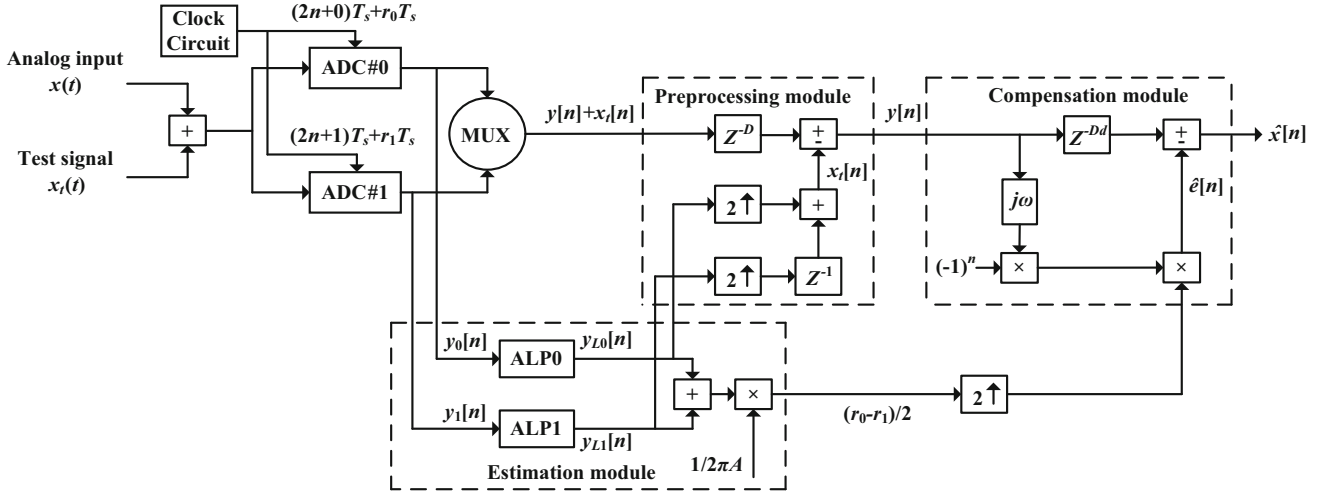 Clock
Circuit
(2n+0)Ts+r0Ts
Analog input
x(t)
ADC#0
+
Test signal
xt(t)
(2n+1)Ts+r1Ts
ADC#1
MUX
y[n]+xt[n]
Preprocessing module
Z-D
+
-
xt[n]
2↑
+
2↑
Z-1
y[n]
Compensation module
Z-Dd
+
-
x̂[n]
jω
ê[n]
(-1)n
×
×
y0[n]
ALP0
yL0[n]
y1[n]
ALP1
yL1[n]
+
×
1/2πA
Estimation module
(r0-r1)/2
2↑